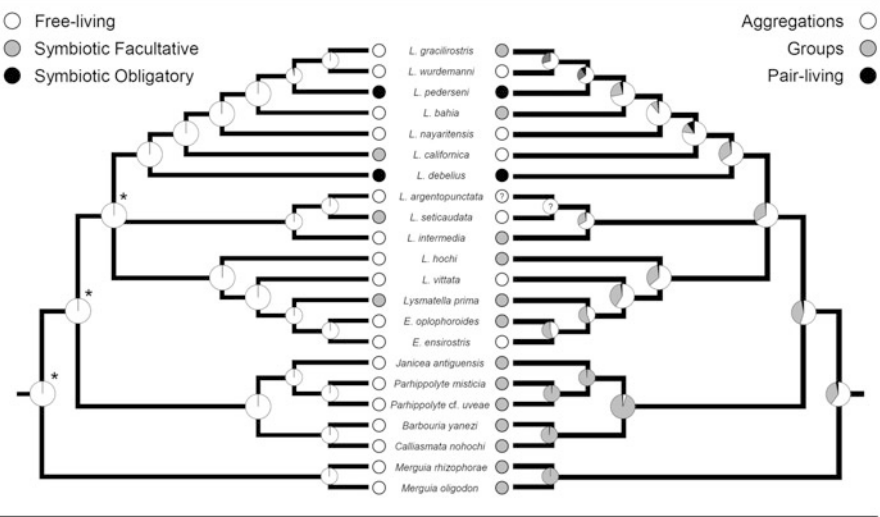 Free-living
Symbiotic Facultative
Symbiotic Obligatory
Aggregations
Groups
Pair-living
L. gracilirostris
L. wurdemanni
L. pederseni
L. bahia
L. nayaritensis
L. californica
L. debelius
L. argentopunctata ?
L. seticaudata ?
L. intermedia
L. hochi
L. vittata
Lysmatella prima
E. oplophoroides
E. ensirostris
Janicea antiguensis
Parhippolyte misticia
Parhippolyte cf. uveae
Barbouria yanezi
Calliasmata nohochi
Merguia rhizophorae
Merguia oligodon
*
*
*